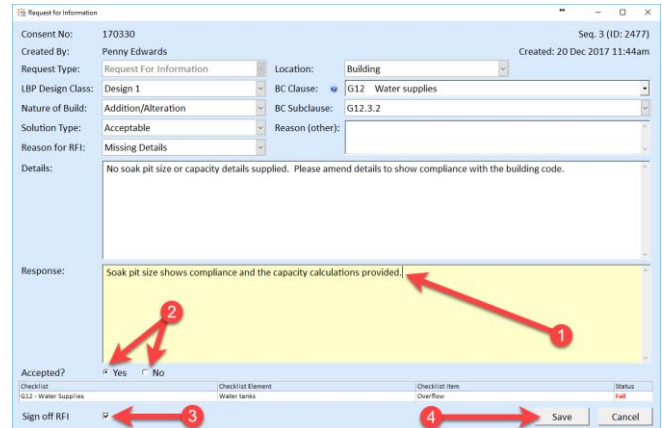 Request for Information
Consent No: 170330 Seq. 3 (ID: 2477)
Created By: Penny Edwards Created: 20 Dec 2017 11:44am
Request Type: Request For Information Location: Building
LBP Design Class: Design 1 BC Clause: G12 Water supplies
Nature of Build: Addition/Alteration BC Subclause: G12.3.2
Solution Type: Acceptable Reason (other):
Reason for RFI: Missing Details
Details: No soak pit size or capacity details supplied. Please amend details to show compliance with the building code.
Response: Soak pit size shows compliance and the capacity calculations provided.
1
2
Accepted? Yes No
Checklist Checklist Element Checklist Item Status
G12 - Water Supplies Water tanks Overflow Fail
Sign off RFI 3 4 Save Cancel